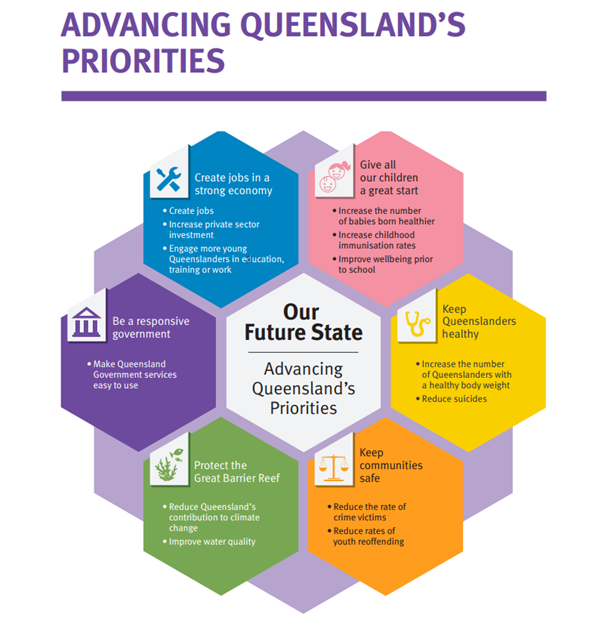 ADVANCING QUEENSLAND'S
PRIORITIES
Create jobs in a
strong economy
• Create jobs
• Increase private sector
investment
• Engage more young
Queenslanders in education,
training or work
Give all
our children
a great start
• Increase the number
of babies born healthier
• Increase childhood
immunisation rates
• Improve wellbeing prior
to school
Be a responsive
government
• Make Queensland
Government services
easy to use
Our
Future State
Advancing
Queensland's
Priorities
Keep
Queenslanders
healthy
• Increase the number
of Queenslanders with
a healthy body weight
• Reduce suicides
Protect the
Great Barrier Reef
• Reduce Queensland's
contribution to climate
change
• Improve water quality
Keep
communities
safe
• Reduce the rate of
crime victims
• Reduce rates of
youth reoffending